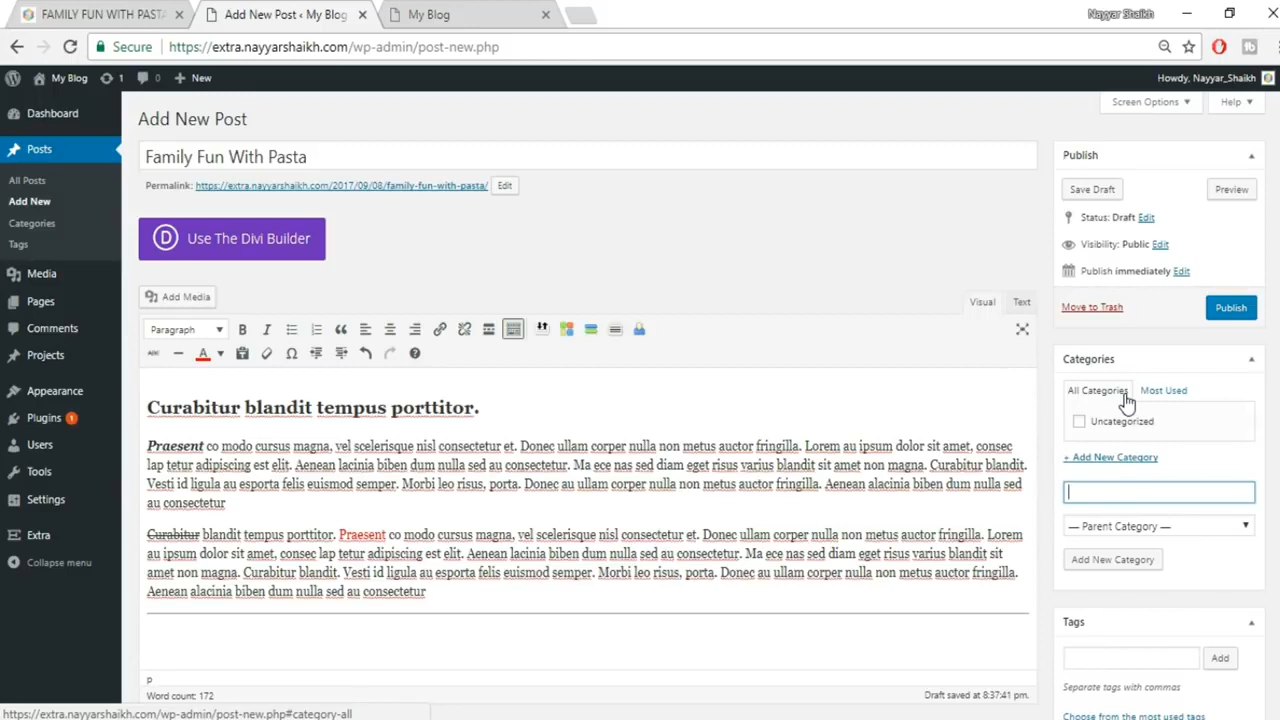 FAMILY FUN WITH PASTA
Add New Post ‹ My Blog
My Blog
Nayyar Shaikh
Secure
https://extra.nayyarshaikh.com/wp-admin/post-new.php
My Blog
1
0
New
Howdy, Nayyar_Shaikh
Screen Options
Help
Dashboard
Posts
All Posts
Add New
Categories
Tags
Media
Pages
Comments
Projects
Appearance
Plugins 1
Users
Tools
Settings
Extra
Collapse menu
Add New Post
Family Fun With Pasta
Permalink: https://extra.nayyarshaikh.com/2017/09/08/family-fun-with-pasta/ Edit
D Use The Divi Builder
Add Media
Visual
Text
Paragraph
B I
ABC
A
Curabitur blandit tempus porttitor.
Praesent co modo cursus magna, vel scelerisque nisl consectetur et. Donec ullam corper nulla non metus auctor fringilla. Lorem au ipsum dolor sit amet, consec
lap tetur adipiscing est elit. Aenean lacinia biben dum nulla sed au consectetur. Ma ece nas sed diam eget risus varius blandit sit amet non magna. Curabitur blandit.
Vesti id ligula au esporta felis euismod semper. Morbi leo risus, porta. Donec au ullam corper nulla non metus auctor fringilla. Aenean alacinia biben dum nulla sed
au consectetur
Curabitur blandit tempus porttitor. Praesent co modo cursus magna, vel scelerisque nisl consectetur et. Donec ullam corper nulla non metus auctor fringilla. Lorem
au ipsum dolor sit amet, consec lap tetur adipiscing est elit. Aenean lacinia biben dum nulla sed au consectetur. Ma ece nas sed diam eget risus varius blandit sit
amet non magna. Curabitur blandit. Vesti id ligula au esporta felis euismod semper. Morbi leo risus, porta. Donec au ullam corper nulla non metus auctor fringilla.
Aenean alacinia biben dum nulla sed au consectetur
p
Word count: 172
Draft saved at 8:37:41 pm.
Publish
Save Draft
Preview
Status: Draft Edit
Visibility: Public Edit
Publish immediately Edit
Move to Trash
Publish
Categories
All Categories
Most Used
Uncategorized
+ Add New Category
— Parent Category —
Add New Category
Tags
Add
Separate tags with commas
Choose from the most used tags
https://extra.nayyarshaikh.com/wp-admin/post-new.php#category-all